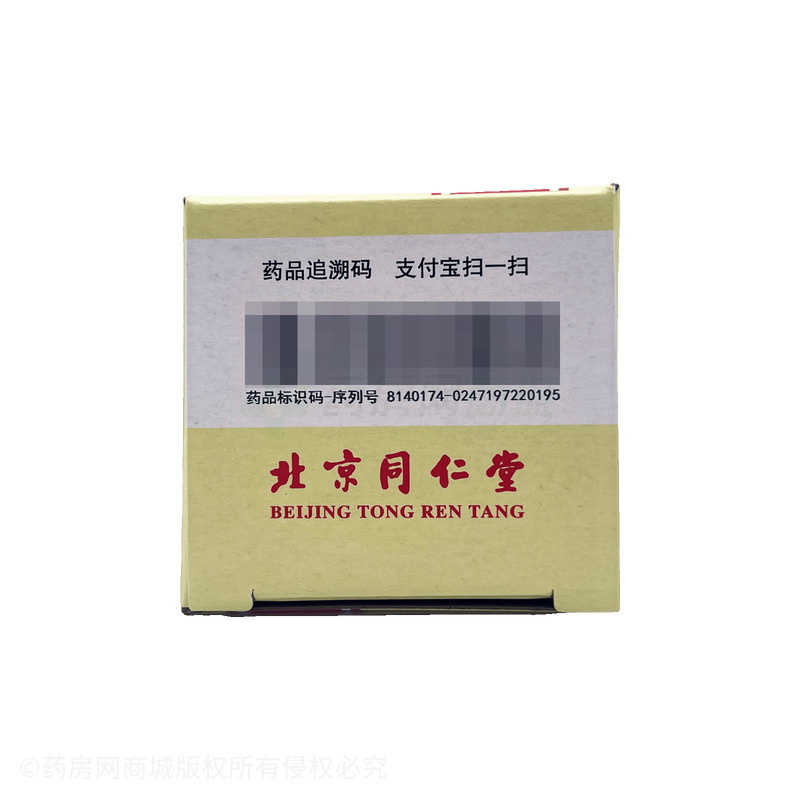 药品追溯码 支付宝扫一扫
药品标识码-序列号 8140174-0247197220195
北京同仁堂
BEIJING TONG REN TANG
©药房网商城版权所有侵权必究